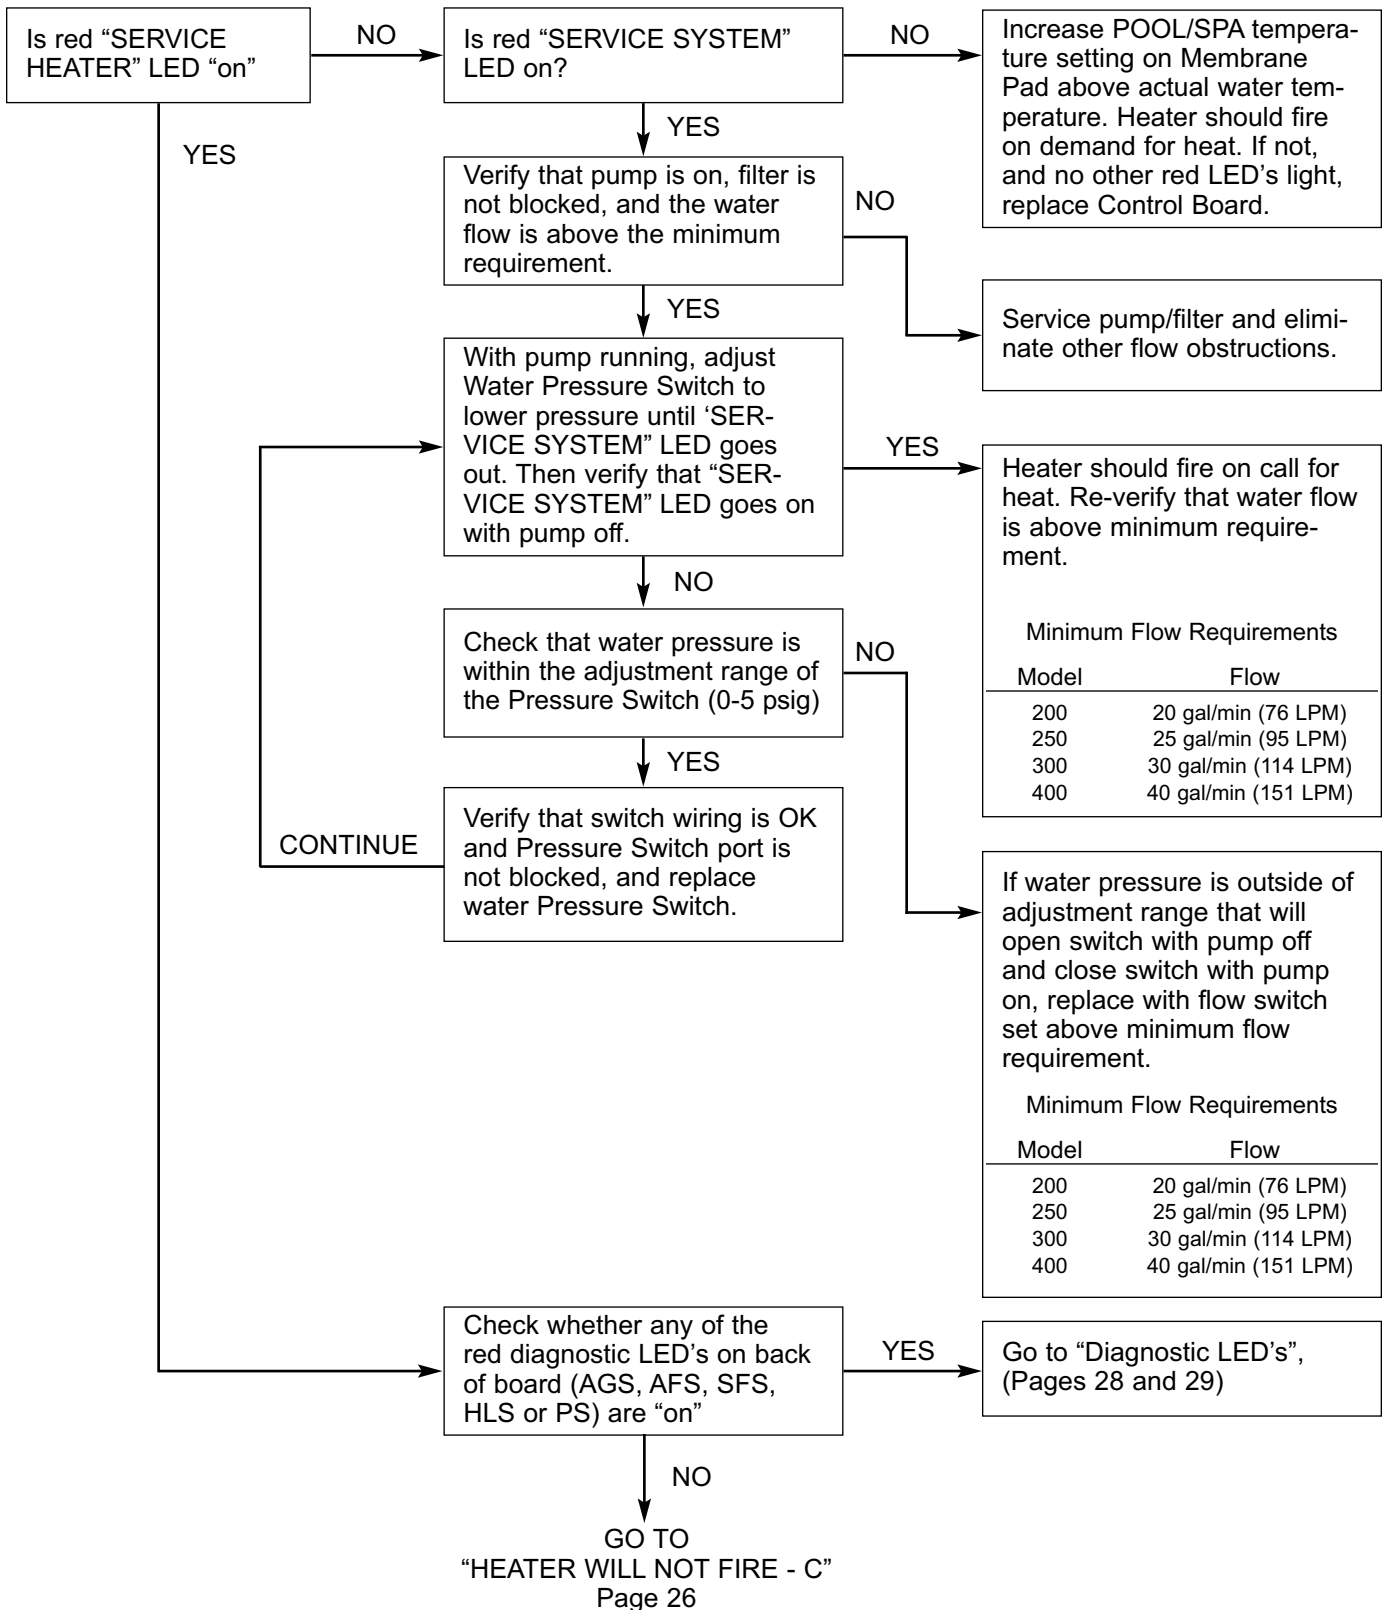 Is red “SERVICE
HEATER” LED “on”
NO
Is red “SERVICE SYSTEM”
LED on?
NO
Increase POOL/SPA tempera-
ture setting on Membrane
Pad above actual water tem-
perature. Heater should fire
on demand for heat. If not,
and no other red LED’s light,
replace Control Board.
YES
YES
Verify that pump is on, filter is
not blocked, and the water
flow is above the minimum
requirement.
NO
Service pump/filter and elimi-
nate other flow obstructions.
YES
With pump running, adjust
Water Pressure Switch to
lower pressure until ‘SER-
VICE SYSTEM” LED goes
out. Then verify that “SER-
VICE SYSTEM” LED goes on
with pump off.
YES
Heater should fire on call for
heat. Re-verify that water flow
is above minimum require-
ment.
Minimum Flow Requirements
Model Flow
200 20 gal/min (76 LPM)
250 25 gal/min (95 LPM)
300 30 gal/min (114 LPM)
400 40 gal/min (151 LPM)
NO
Check that water pressure is
within the adjustment range of
the Pressure Switch (0-5 psig)
NO
YES
Verify that switch wiring is OK
and Pressure Switch port is
not blocked, and replace
water Pressure Switch.
CONTINUE
If water pressure is outside of
adjustment range that will
open switch with pump off
and close switch with pump
on, replace with flow switch
set above minimum flow
requirement.
Minimum Flow Requirements
Model Flow
200 20 gal/min (76 LPM)
250 25 gal/min (95 LPM)
300 30 gal/min (114 LPM)
400 40 gal/min (151 LPM)
Check whether any of the
red diagnostic LED’s on back
of board (AGS, AFS, SFS,
HLS or PS) are “on”
YES
Go to “Diagnostic LED’s”,
(Pages 28 and 29)
NO
GO TO
“HEATER WILL NOT FIRE - C”
Page 26